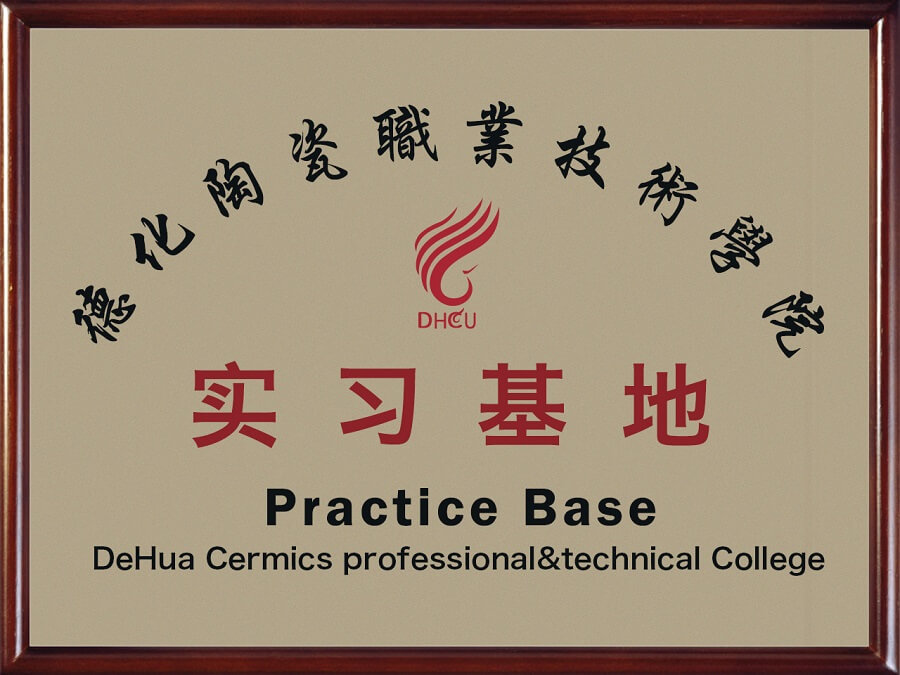 德化陶瓷職業技術學院
DHCU
实习基地
Practice Base
DeHua Cermics professional&technical College